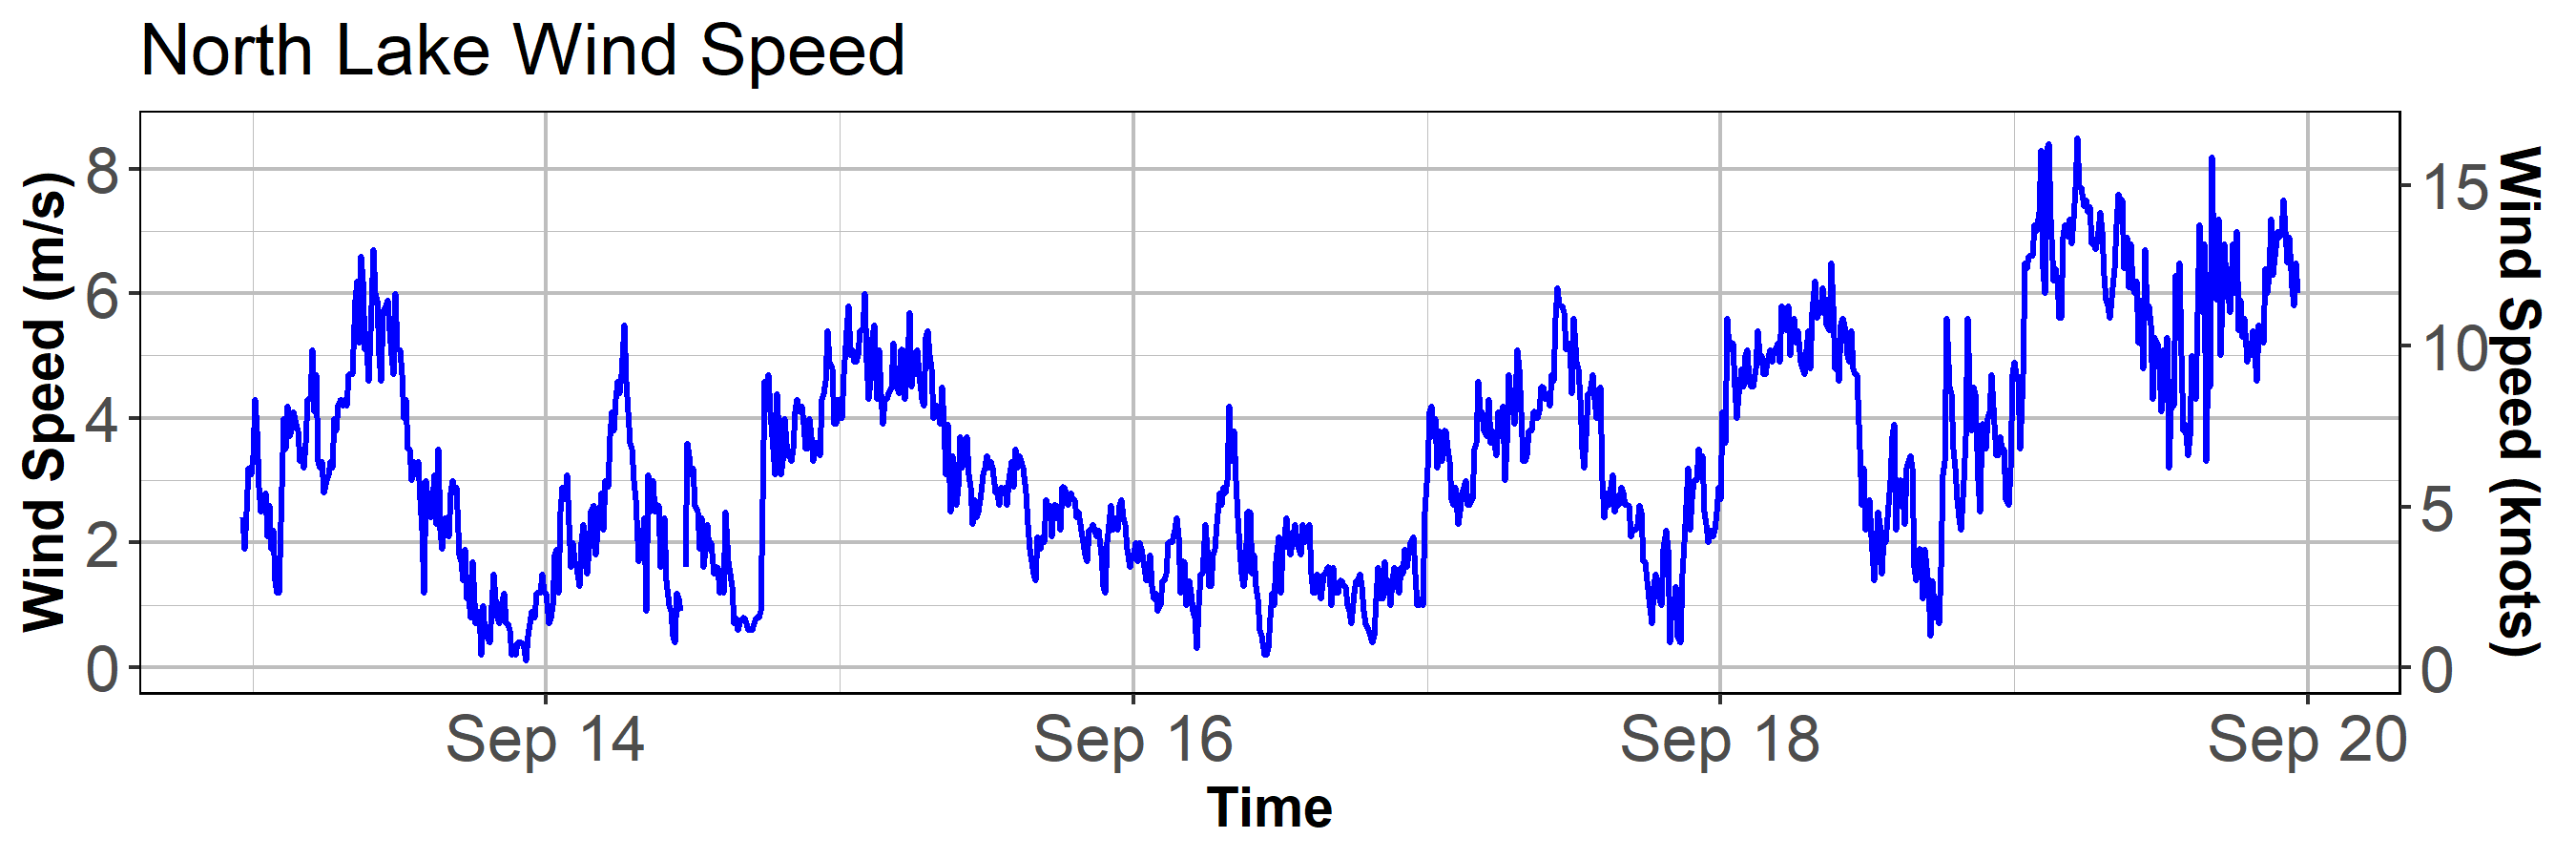 North Lake Wind Speed
Wind Speed (m/s)
8
6
4
2
0
15
10
5
0
Wind Speed (knots)
Sep 14 Sep 16 Sep 18 Sep 20
Time